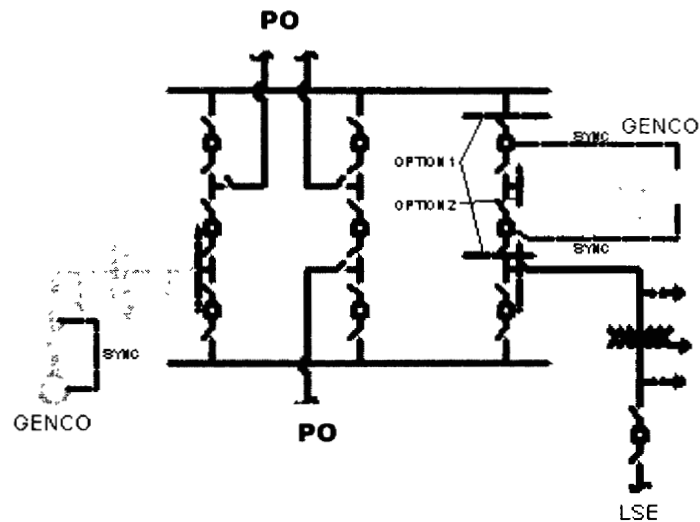 PO
GENCO
SYNC
OPTION 1
OPTION 2
SYNC
SYNC
GENCO
PO
LSE